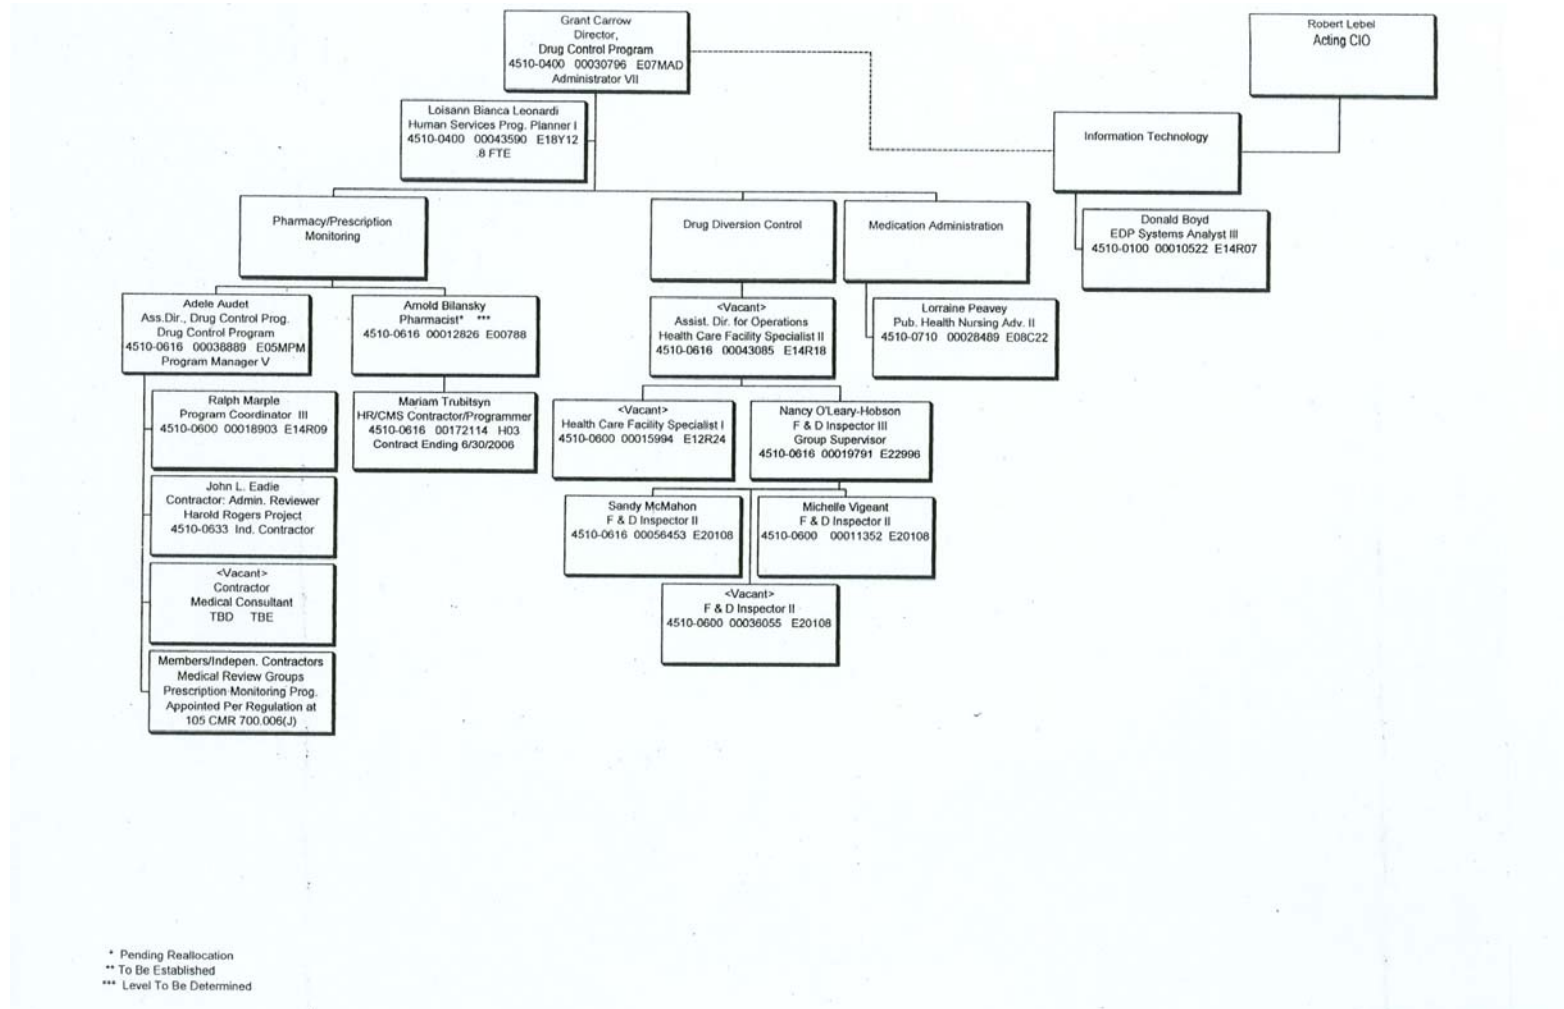 Grant Carrow
Director,
Drug Control Program
4510-0400 00030796 E07MAD
Administrator VII
Robert Lebel
Acting CIO
Loisann Bianca Leonardi
Human Services Prog. Planner I
4510-0400 00043590 E18Y12
.8 FTE
Information Technology
Donald Boyd
EDP Systems Analyst III
4510-0100 00010522 E14R07
Pharmacy/Prescription
Monitoring
Drug Diversion Control
Medication Administration
Adele Audet
Ass.Dir., Drug Control Prog.
Drug Control Program
4510-0616 00038889 E05MPM
Program Manager V
Arnold Bilansky
Pharmacist* ***
4510-0616 00012826 E00788
<Vacant>
Assist. Dir. for Operations
Health Care Facility Specialist II
4510-0616 00043085 E14R18
Lorraine Peavey
Pub. Health Nursing Adv. II
4510-0710 00028489 E08C22
Ralph Marple
Program Coordinator III
4510-0600 00018903 E14R09
Mariam Trubitsyn
HR/CMS Contractor/Programmer
4510-0616 00172114 H03
Contract Ending 6/30/2006
<Vacant>
Health Care Facility Specialist I
4510-0600 00015994 E12R24
Nancy O'Leary-Hobson
F & D Inspector III
Group Supervisor
4510-0616 00019791 E22996
John L. Eadie
Contractor: Admin. Reviewer
Harold Rogers Project
4510-0633 Ind. Contractor
Sandy McMahon
F & D Inspector II
4510-0616 00056453 E20108
Michelle Vigeant
F & D Inspector II
4510-0600 00011352 E20108
<Vacant>
Contractor
Medical Consultant
TBD TBE
<Vacant>
F & D Inspector II
4510-0600 00036055 E20108
Members/Indepen. Contractors
Medical Review Groups
Prescription Monitoring Prog.
Appointed Per Regulation at
105 CMR 700.006(J)
* Pending Reallocation
** To Be Established
*** Level To Be Determined